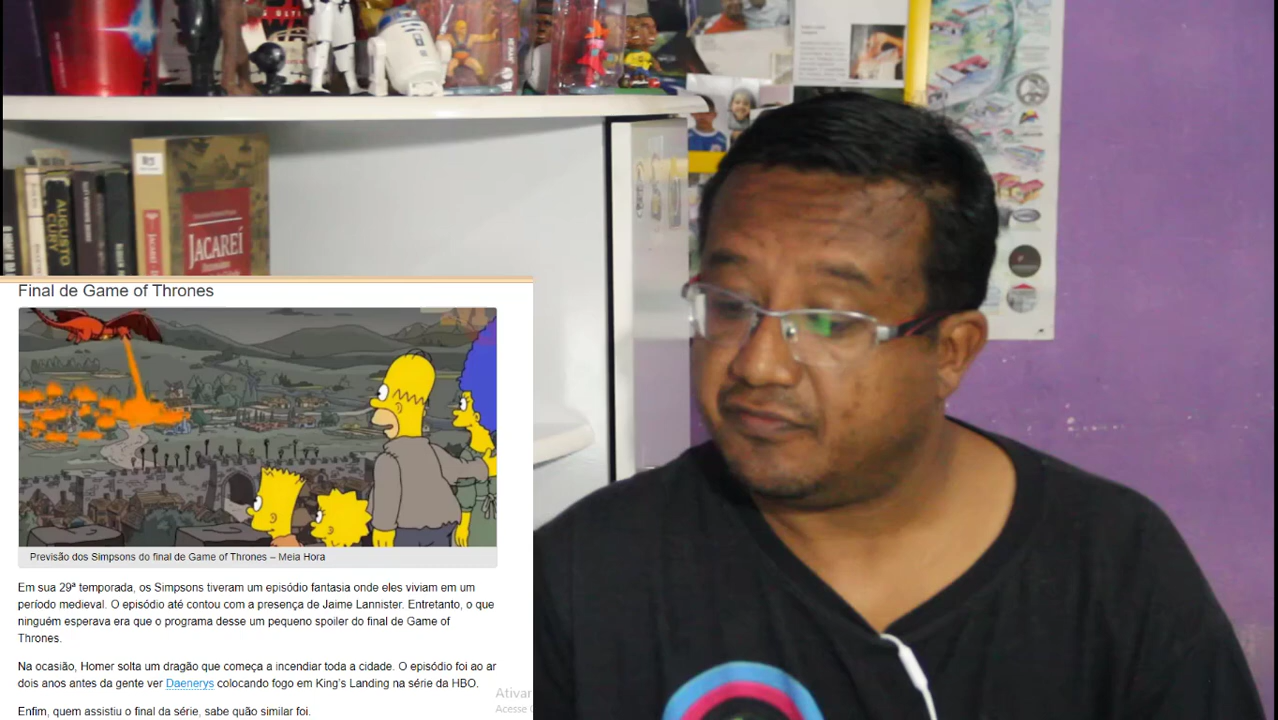 AUGUSTO
CURY
JACAREÍ
JACAREÍ
Final de Game of Thrones
Previsão dos Simpsons do final de Game of Thrones – Meia Hora
Em sua 29ª temporada, os Simpsons tiveram um episódio fantasia onde eles viviam em um
período medieval. O episódio até contou com a presença de Jaime Lannister. Entretanto, o que
ninguém esperava era que o programa desse um pequeno spoiler do final de Game of
Thrones.
Na ocasião, Homer solta um dragão que começa a incendiar toda a cidade. O episódio foi ao ar
dois anos antes da gente ver Daenerys colocando fogo em King's Landing na série da HBO.
Enfim, quem assistiu o final da série, sabe quão similar foi.
Ativar
Acesse